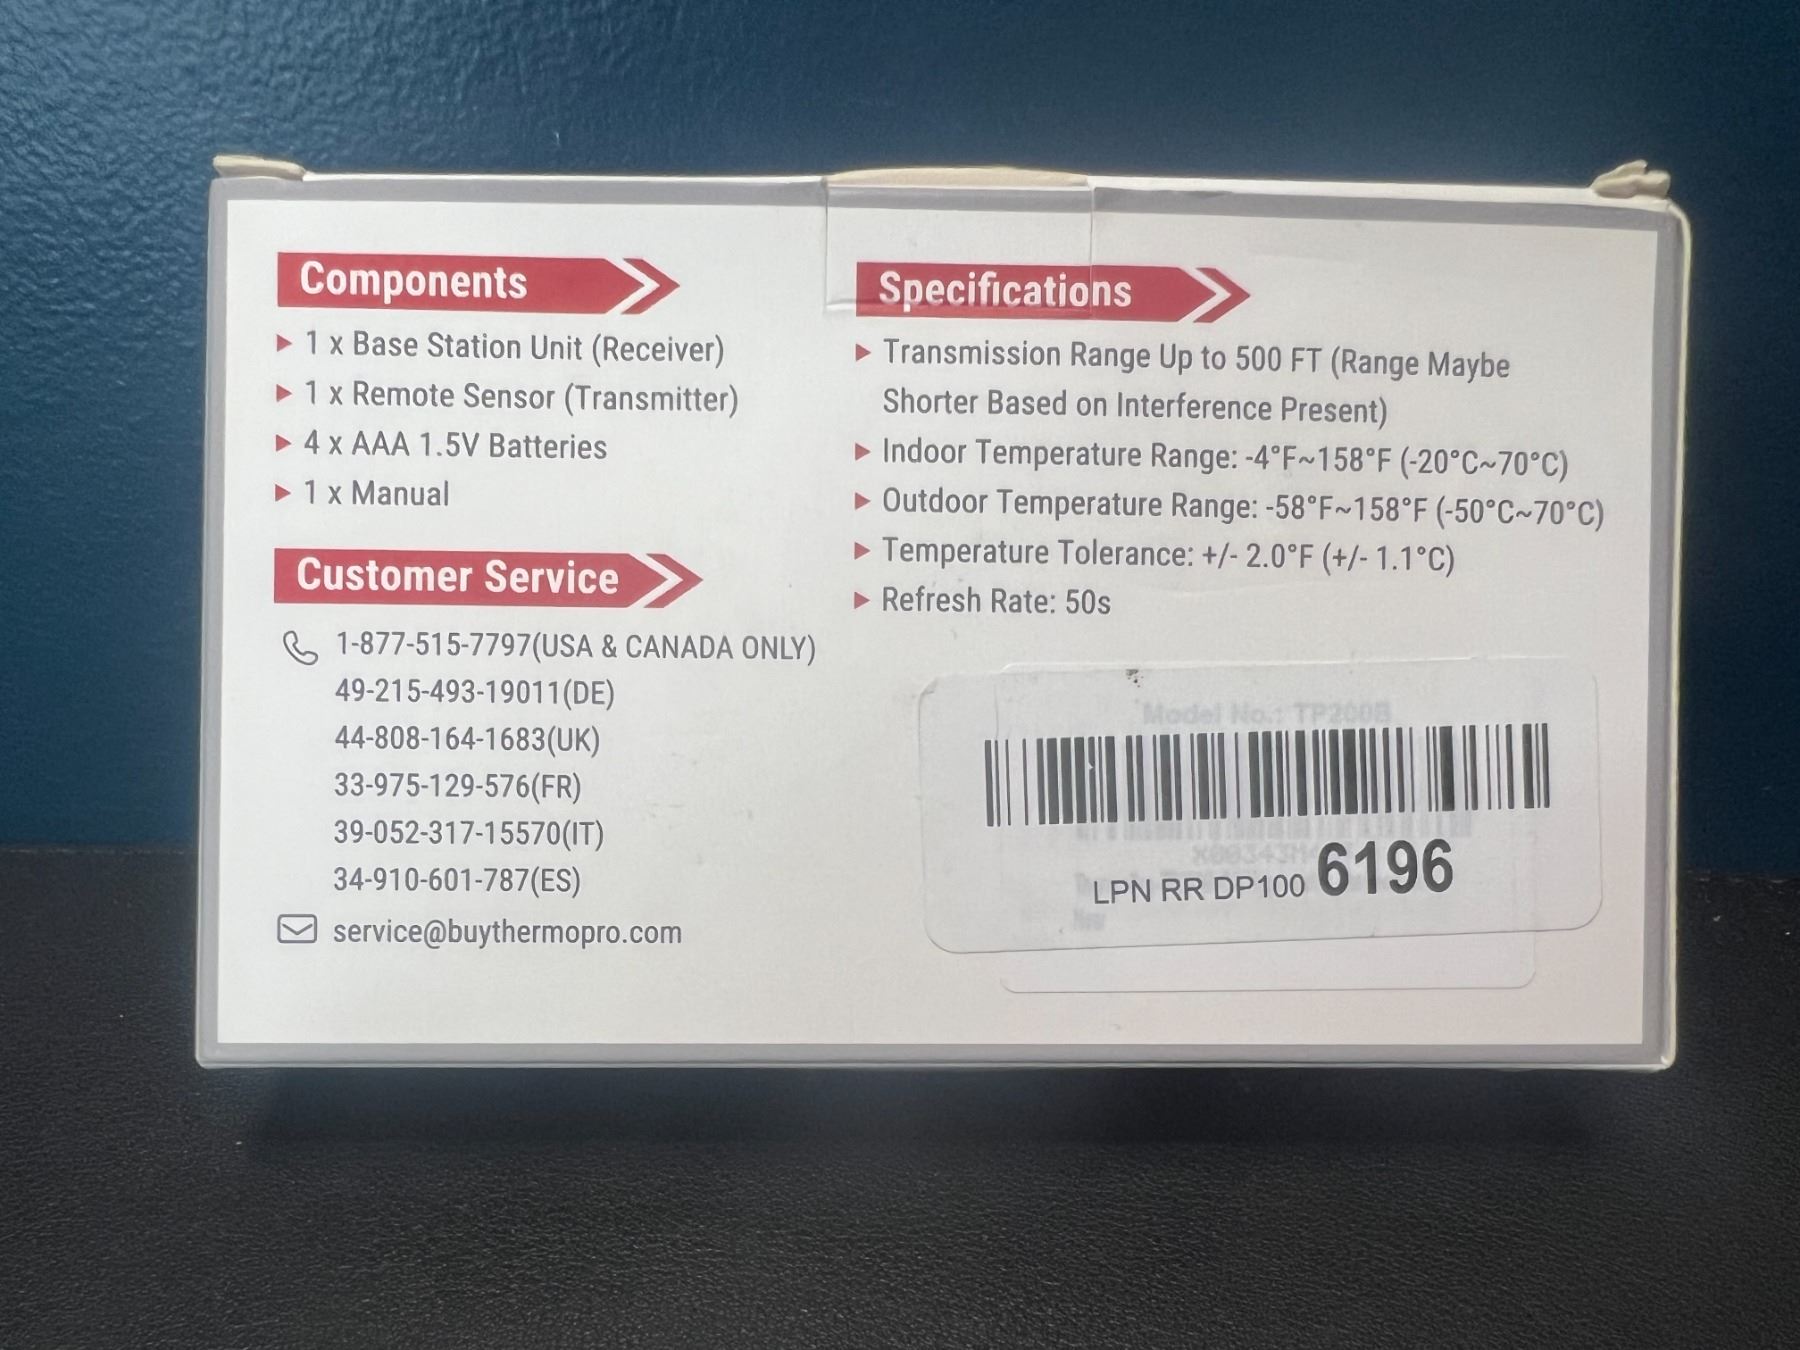 Components
1 x Base Station Unit (Receiver)
1 x Remote Sensor (Transmitter)
4 x AAA 1.5V Batteries
1 x Manual
Customer Service
1-877-515-7797(USA & CANADA ONLY)
49-215-493-19011(DE)
44-808-164-1683(UK)
33-975-129-576(FR)
39-052-317-15570(IT)
34-910-601-787(ES)
service@buythermopro.com
Specifications
Transmission Range Up to 500 FT (Range Maybe
Shorter Based on Interference Present)
Indoor Temperature Range: -4°F~158°F (-20°C~70°C)
Outdoor Temperature Range: -58°F~158°F (-50°C~70°C)
Temperature Tolerance: +/- 2.0°F (+/- 1.1°C)
Refresh Rate: 50s
Model No.: TP200B
LPN RR DP100 6196
New